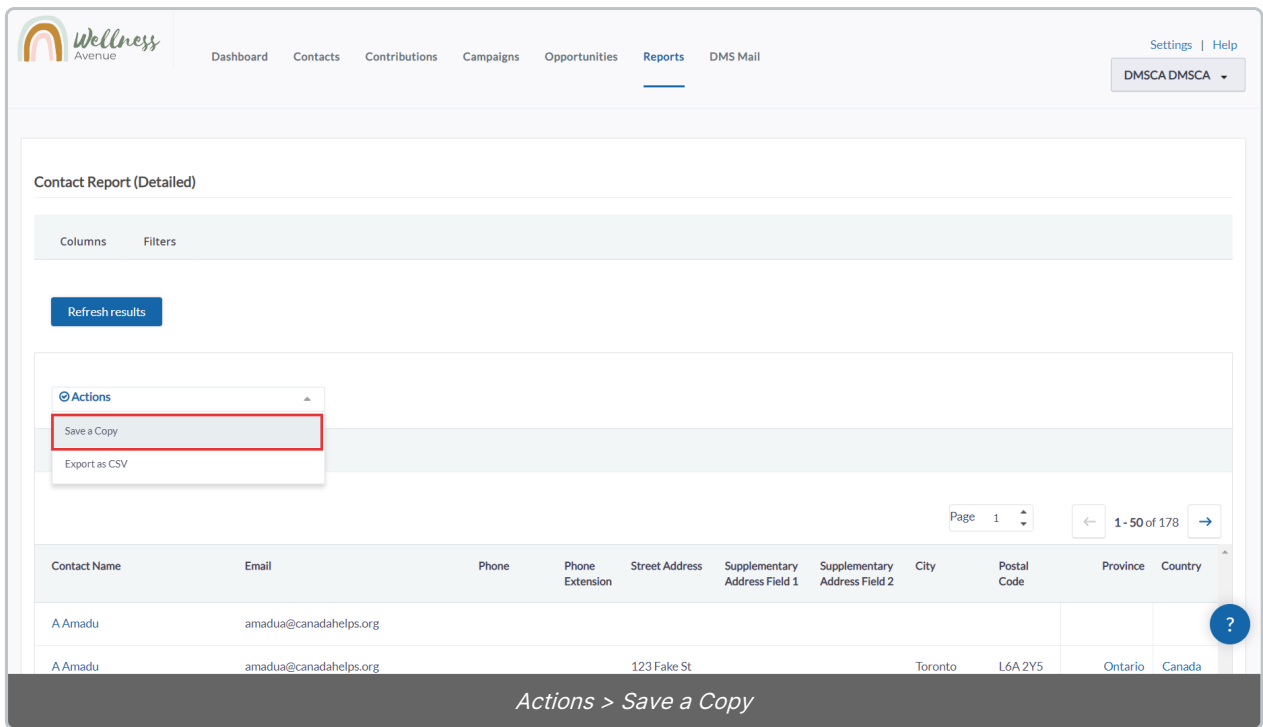 Wellness
Avenue
Dashboard Contacts Contributions Campaigns Opportunities Reports DMS Mail
Settings | Help
DMSCA DMSCA
Contact Report (Detailed)
Columns Filters
Refresh results
Actions
Save a Copy
Export as CSV
Page 1 1 - 50 of 178
Contact Name Email Phone Phone Extension Street Address Supplementary Address Field 1 Supplementary Address Field 2 City Postal Code Province Country
A Amadu amadua@canadahelps.org
?
A Amadu amadua@canadahelps.org 123 Fake St Toronto L6A 2Y5 Ontario Canada
Actions > Save a Copy